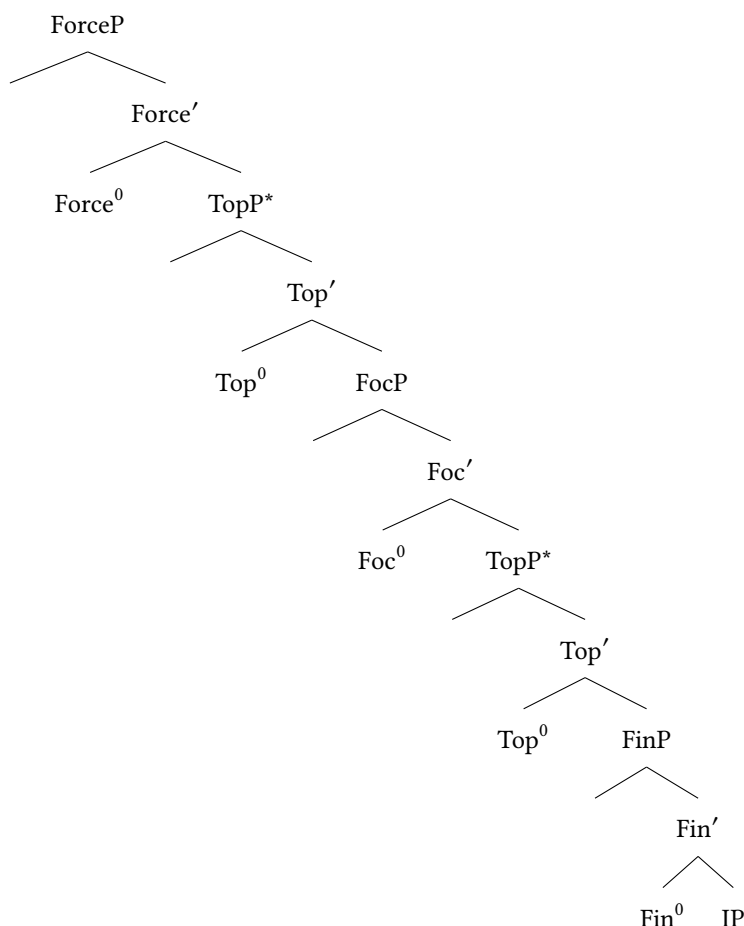 ForceP
Force′
Force⁰ TopP*
Top′
Top⁰ FocP
Foc′
Foc⁰ TopP*
Top′
Top⁰ FinP
Fin′
Fin⁰ IP